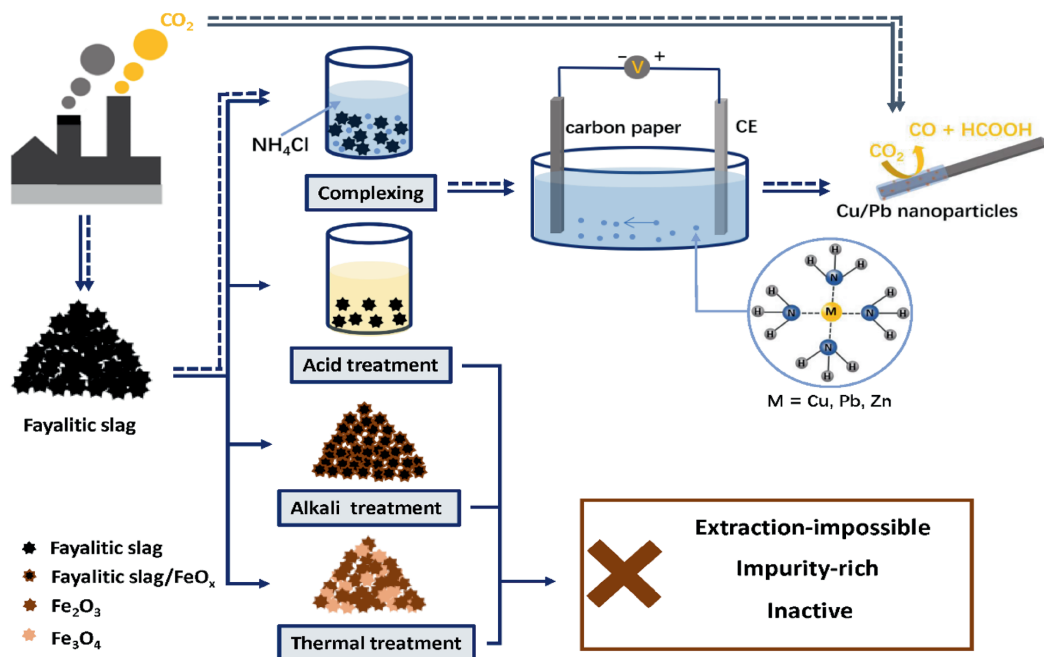 CO₂
NH₄Cl
Complexing
− V +
carbon paper
CE
CO + HCOOH
CO₂
Cu/Pb nanoparticles
H H H
N
H H
H N M N H
H H
N
H H H
M = Cu, Pb, Zn
Acid treatment
Fayalitic slag
Alkali treatment
Thermal treatment
Fayalitic slag
Fayalitic slag/FeOₓ
Fe₂O₃
Fe₃O₄
Extraction-impossible
Impurity-rich
Inactive